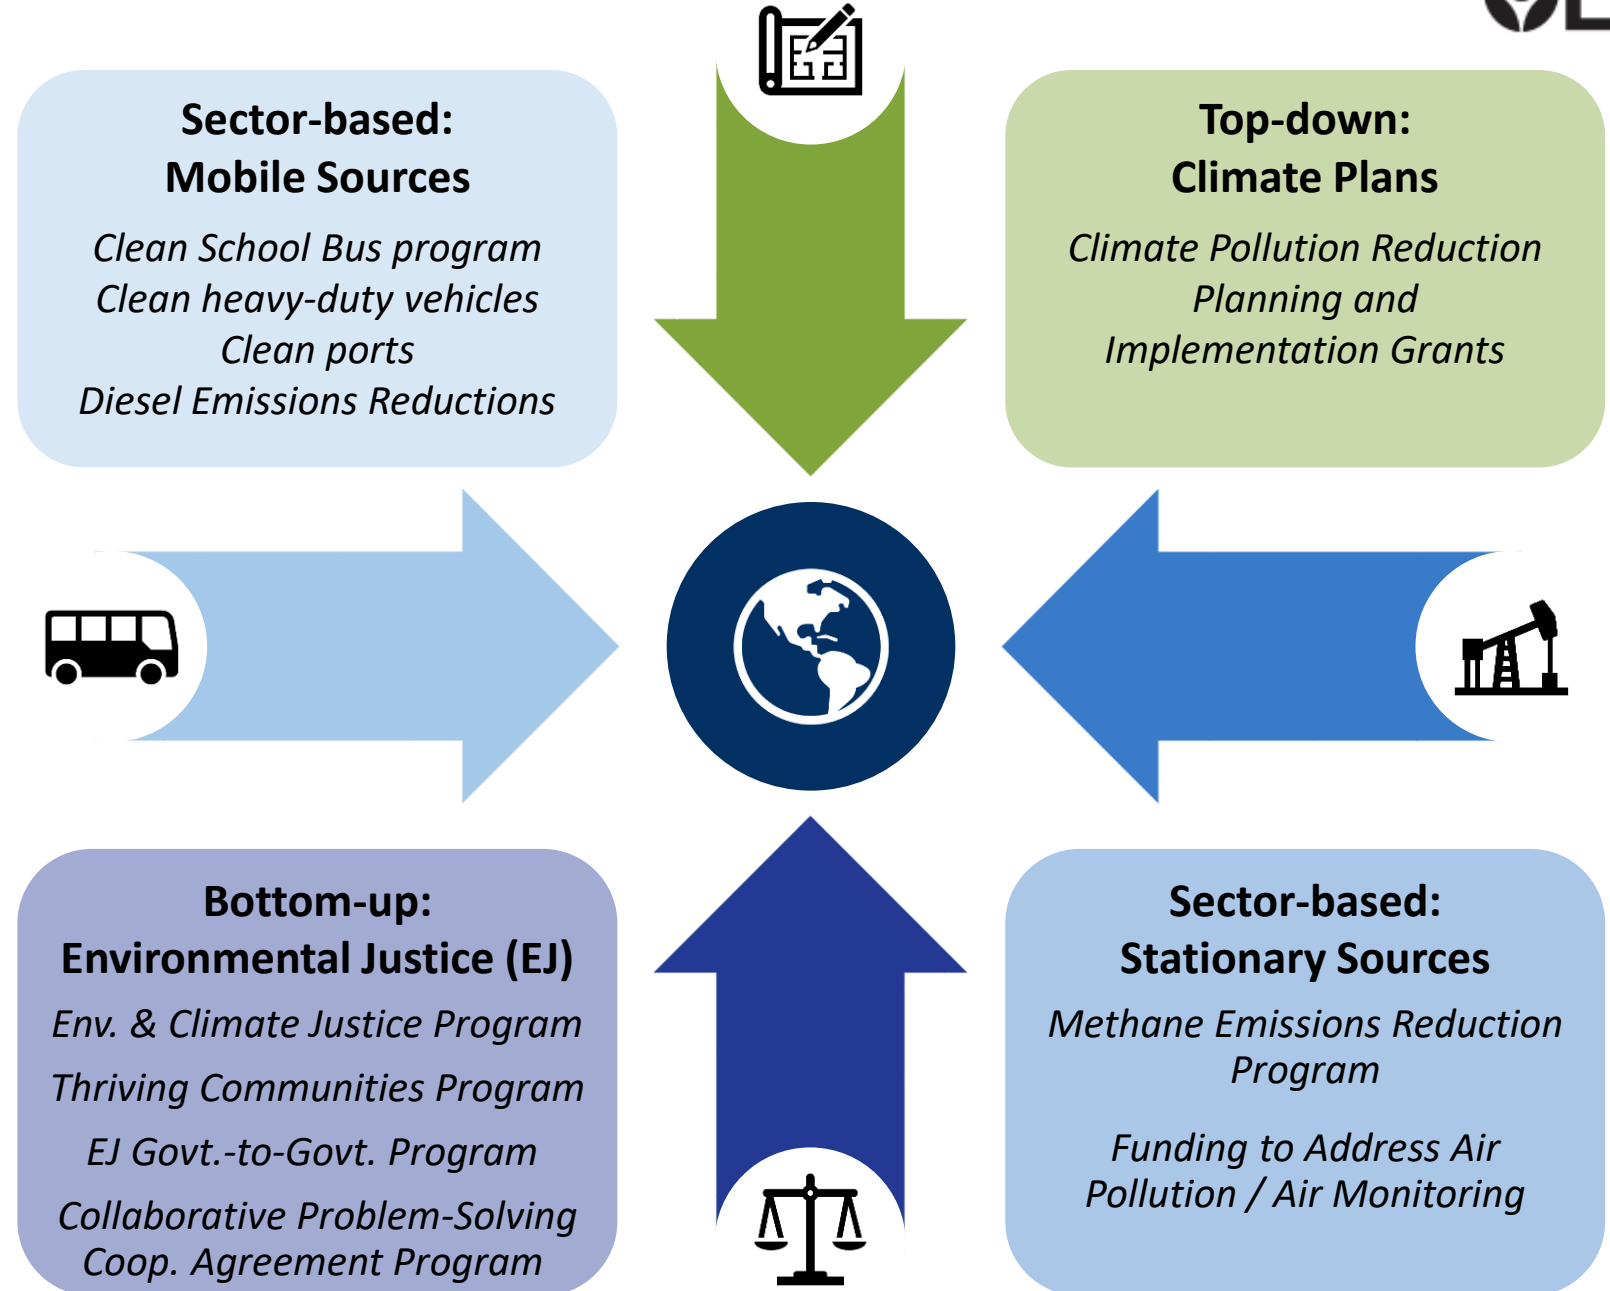 Sector-based:
Mobile Sources
Clean School Bus program
Clean heavy-duty vehicles
Clean ports
Diesel Emissions Reductions
Top-down:
Climate Plans
Climate Pollution Reduction
Planning and
Implementation Grants
Bottom-up:
Environmental Justice (EJ)
Env. & Climate Justice Program
Thriving Communities Program
EJ Govt.-to-Govt. Program
Collaborative Problem-Solving
Coop. Agreement Program
Sector-based:
Stationary Sources
Methane Emissions Reduction
Program
Funding to Address Air
Pollution / Air Monitoring